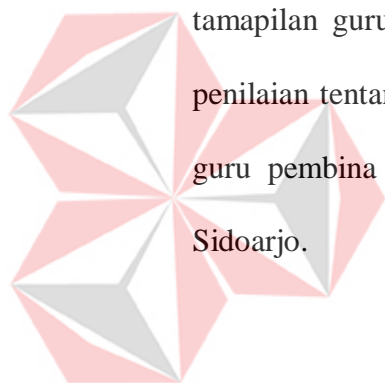 tamapilan guru
penilaian tentan
guru pembina
Sidoarjo.